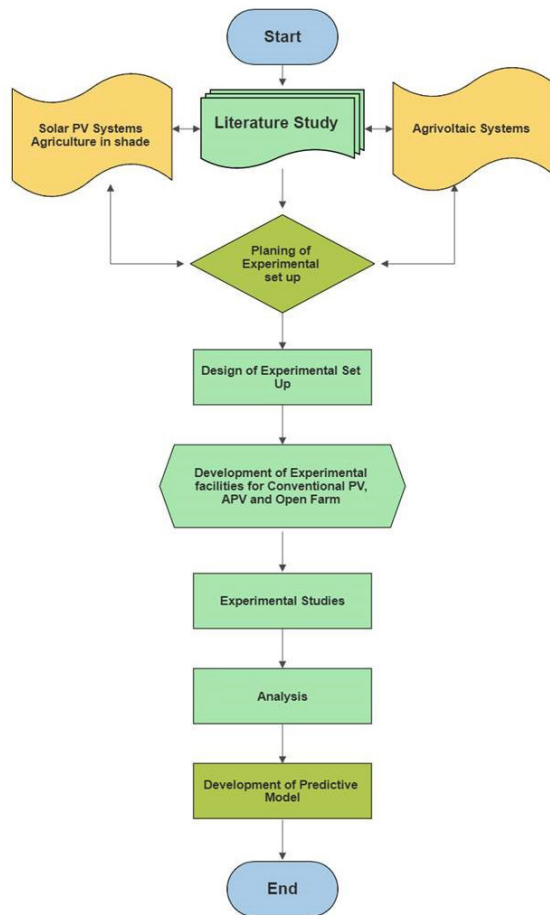 Start
Solar PV Systems
Agriculture in shade
Literature Study
Agrivoltaic Systems
Planing of
Experimental
set up
Design of Experimental Set
Up
Development of Experimental
facilities for Conventional PV,
APV and Open Farm
Experimental Studies
Analysis
Development of Predictive
Model
End